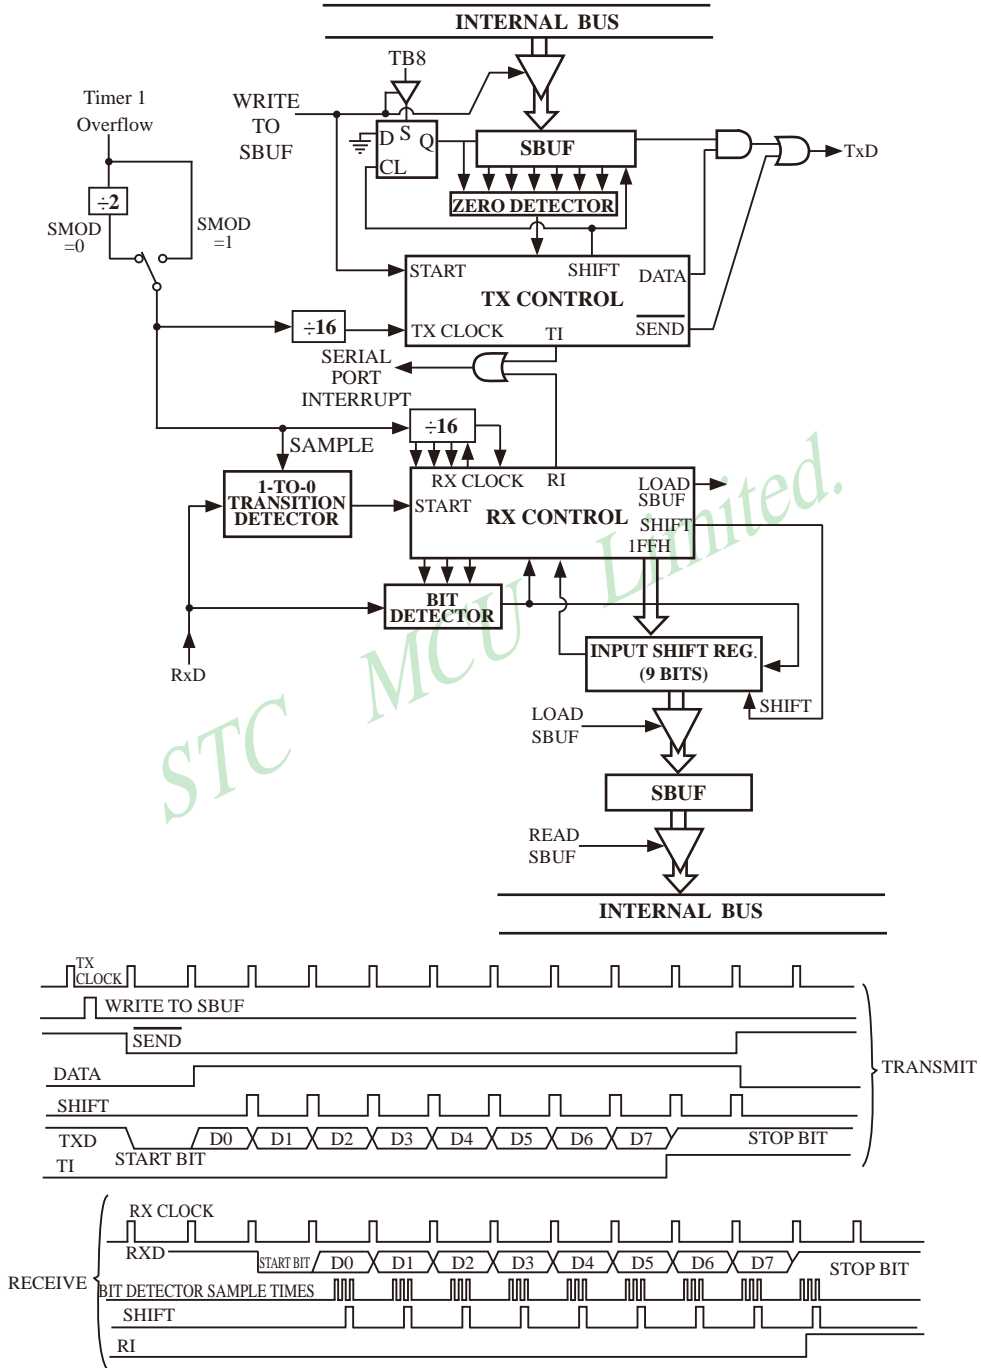 INTERNAL BUS
TB8
Timer 1
Overflow
WRITE
TO
SBUF
D S Q
CL
SBUF
TxD
÷2
ZERO DETECTOR
SMOD
=0
SMOD
=1
START
SHIFT
DATA
TX CONTROL
÷16
TX CLOCK
TI
SEND
SERIAL
PORT
INTERRUPT
÷16
SAMPLE
1-TO-0
TRANSITION
DETECTOR
RX CLOCK
RI
START
RX CONTROL
LOAD
SBUF
SHIFT
1FFH
BIT
DETECTOR
RxD
INPUT SHIFT REG.
(9 BITS)
SHIFT
LOAD
SBUF
SBUF
READ
SBUF
INTERNAL BUS
STC MCU Limited.
TX
CLOCK
WRITE TO SBUF
SEND
DATA
TRANSMIT
SHIFT
TXD
START BIT
D0 D1 D2 D3 D4 D5 D6 D7
STOP BIT
TI
RX CLOCK
RXD
START BIT
D0 D1 D2 D3 D4 D5 D6 D7
STOP BIT
RECEIVE
BIT DETECTOR SAMPLE TIMES
SHIFT
RI